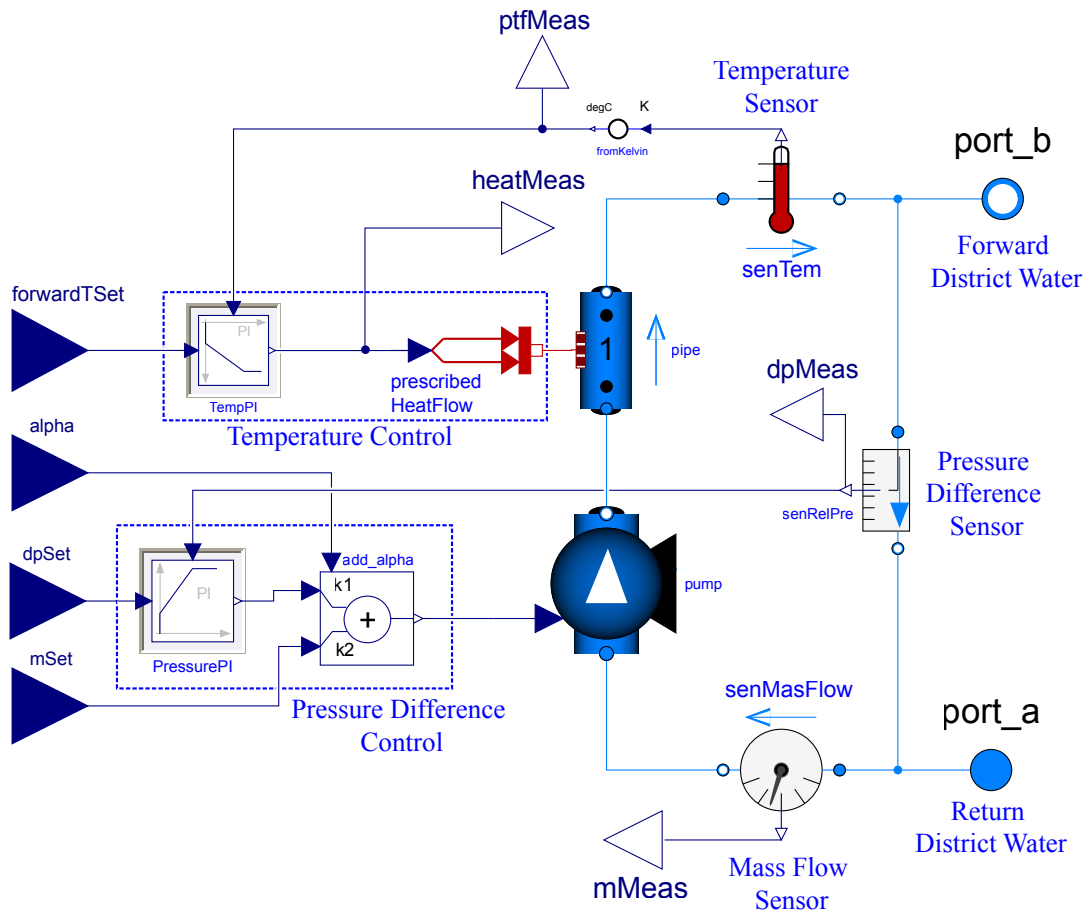 ptfMeas
Temperature
Sensor
degC
K
fromKelvin
port_b
heatMeas
Forward
District Water
senTem
forwardTSet
PI
TempPI
prescribed
HeatFlow
1
pipe
Temperature Control
dpMeas
alpha
Pressure
Difference
Sensor
senRelPre
dpSet
PI
PressurePI
add_alpha
k1
+
k2
pump
mSet
Pressure Difference
Control
senMasFlow
port_a
Return
District Water
mMeas
Mass Flow
Sensor